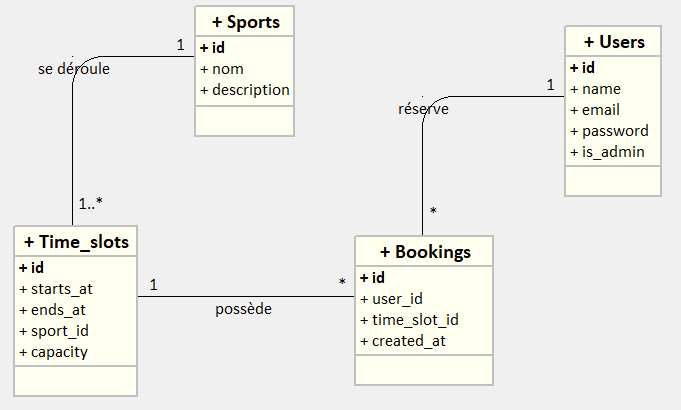 + Sports
+ id
+ nom
+ description
1
se déroule
1..*
+ Users
+ id
+ name
+ email
+ password
+ is_admin
1
réserve
*
+ Time_slots
+ id
+ starts_at
+ ends_at
+ sport_id
+ capacity
1
possède
*
+ Bookings
+ id
+ user_id
+ time_slot_id
+ created_at